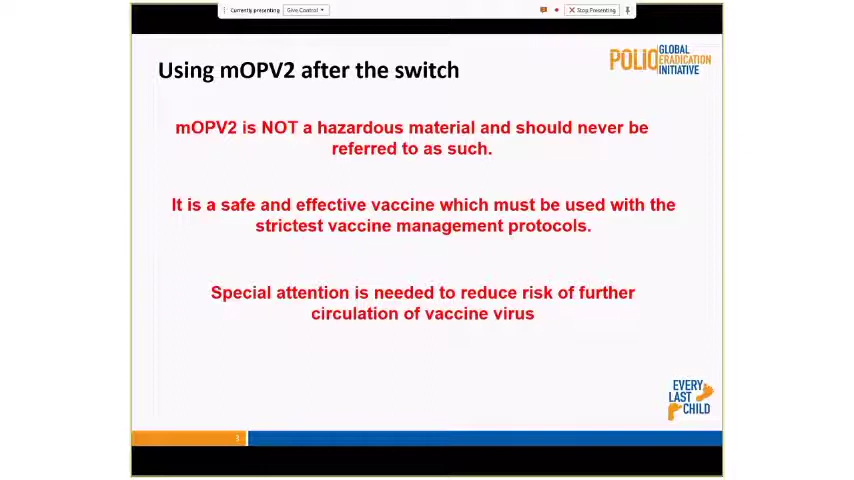 Currently presenting
Give Control
Stop Presenting
POLIO GLOBAL
ERADICATION
INITIATIVE
Using mOPV2 after the switch
mOPV2 is NOT a hazardous material and should never be
referred to as such.
It is a safe and effective vaccine which must be used with the
strictest vaccine management protocols.
Special attention is needed to reduce risk of further
circulation of vaccine virus
EVERY
LAST
CHILD
3